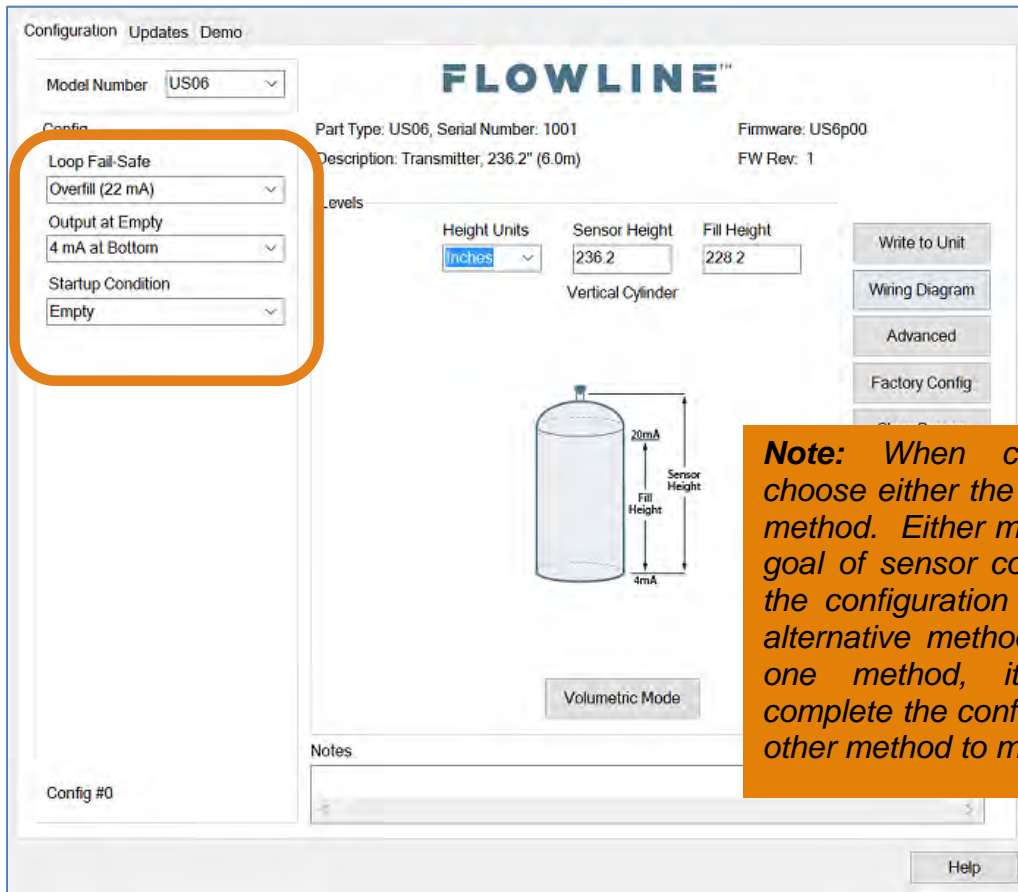 Configuration Updates Demo
Model Number US06
FLOWLINE™
Config
Part Type: US06, Serial Number: 1001
Firmware: US6p00
Description: Transmitter, 236.2" (6.0m)
FW Rev: 1
Loop Fail-Safe
Overfill (22 mA)
Output at Empty
4 mA at Bottom
Startup Condition
Empty
Levels
Height Units
Sensor Height
Fill Height
Inches
236.2
228.2
Vertical Cylinder
Write to Unit
Wiring Diagram
Advanced
Factory Config
20mA
Sensor
Height
Fill
Height
4mA
Volumetric Mode
Note: When
choose either the
method. Either
goal of sensor
the configuration
alternative
one method,
complete the
other method to
Notes
Config #0
Help